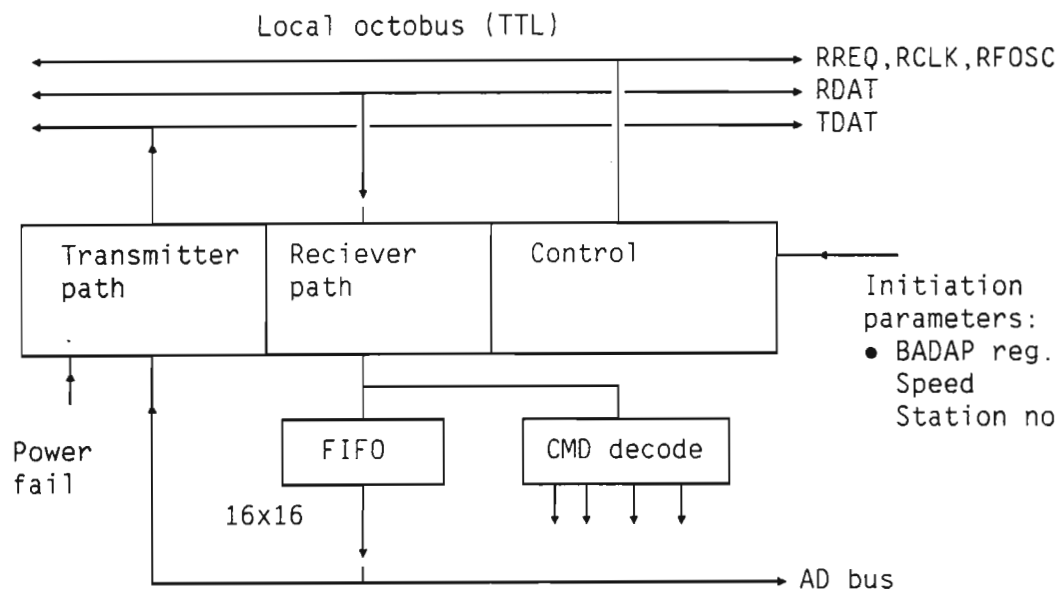 Local octobus (TTL)
RREQ,RCLK,RFOSC
RDAT
TDAT
Transmitter
path
Reciever
path
Control
Initiation
parameters:
● BADAP reg.
Speed
Station no
Power
fail
FIFO
CMD decode
16x16
AD bus